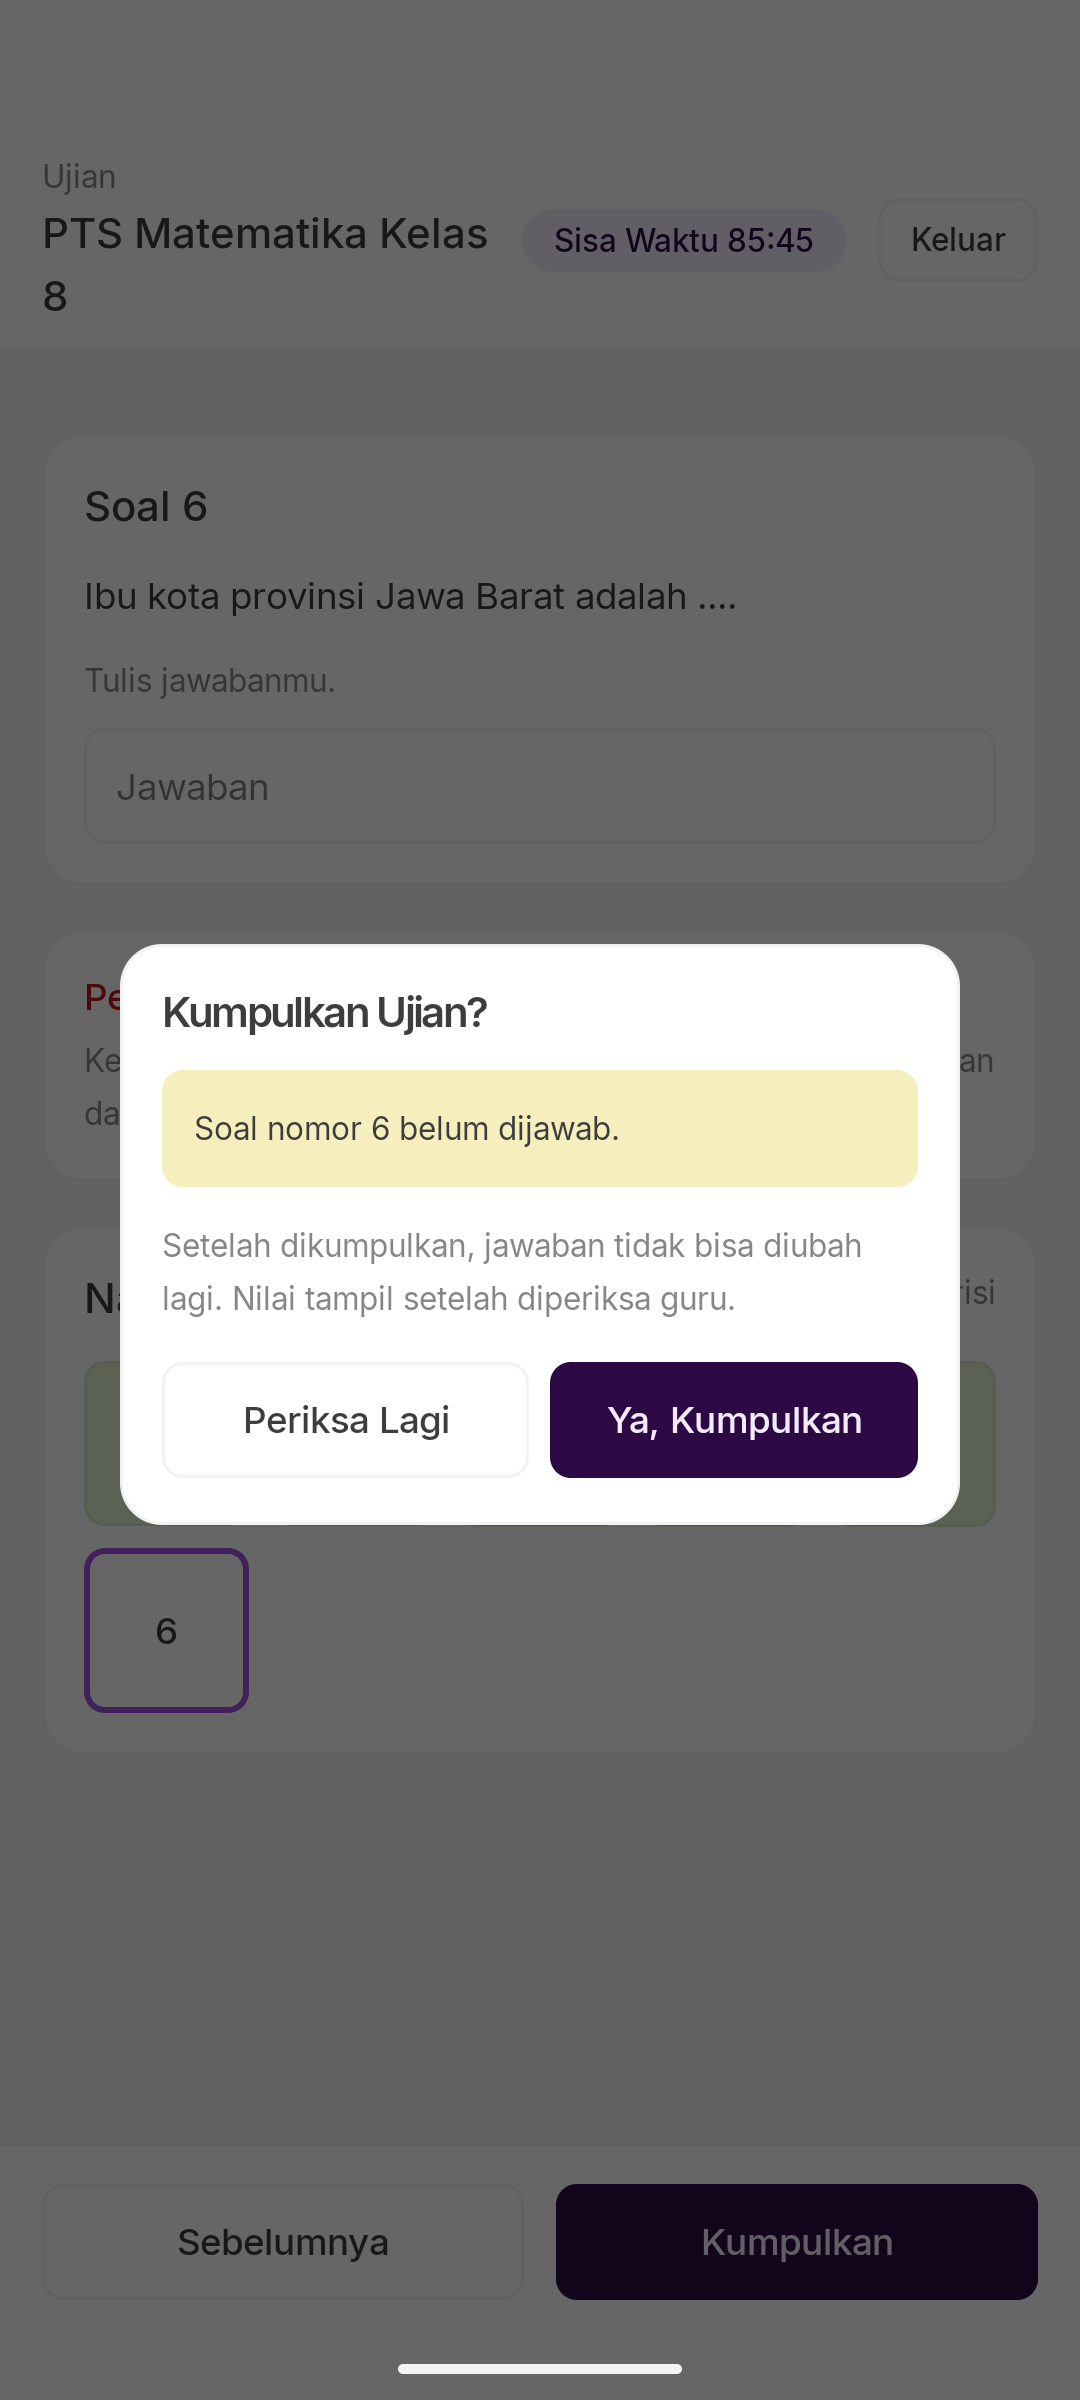 Ujian
PTS Matematika Kelas
8
Sisa Waktu 85:45
Keluar
Soal 6
Ibu kota provinsi Jawa Barat adalah ....
Tulis jawabanmu.
Jawaban
Kumpulkan Ujian?
Soal nomor 6 belum dijawab.
Setelah dikumpulkan, jawaban tidak bisa diubah
lagi. Nilai tampil setelah diperiksa guru.
Periksa Lagi
Ya, Kumpulkan
6
Sebelumnya
Kumpulkan